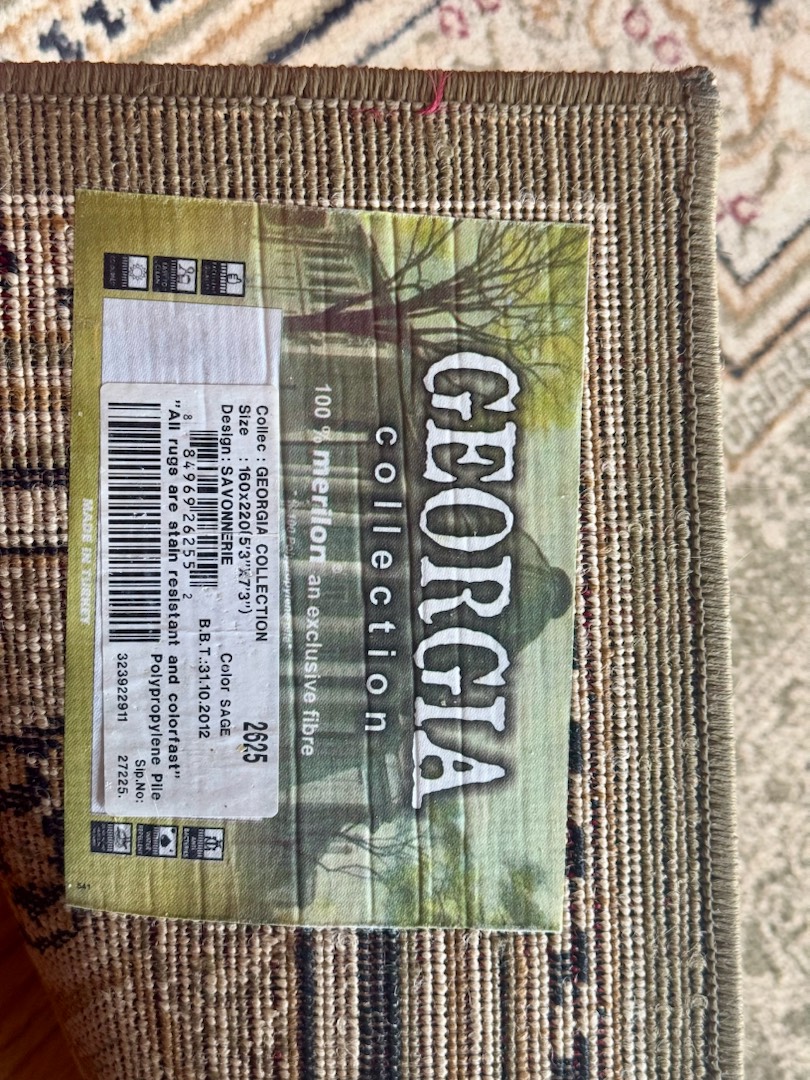 GEORGIA
collection
100 % merilon® an exclusive fibre
Collec : GEORGIA COLLECTION
2625
Size : 160x220(5'3"x7'3")
Design: SAVONNERIE
Color SAGE
8 84969 26255 2
B.B.T.:31.10.2012
"All rugs are stain resistant and colorfast"
Polypropylene Pile
Sip.No:
323922911
27225.
MADE IN TURKEY